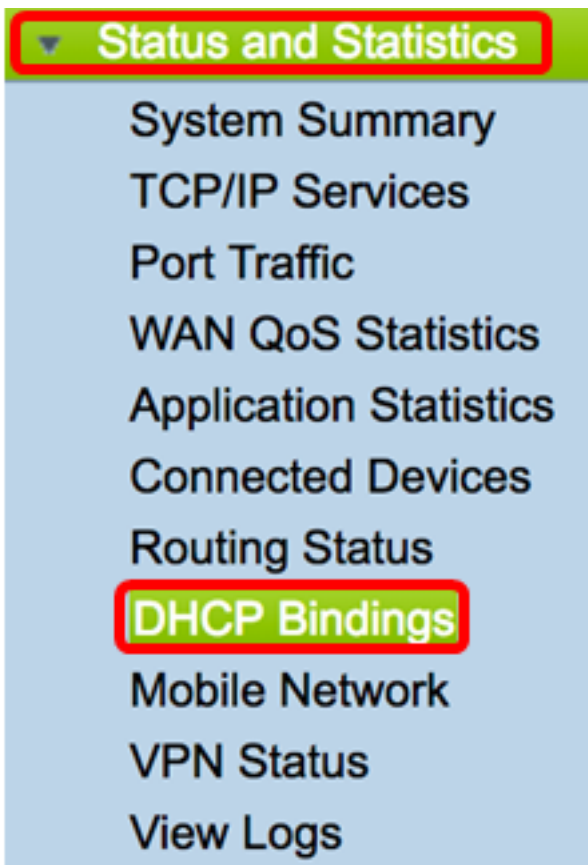 Status and Statistics
System Summary
TCP/IP Services
Port Traffic
WAN QoS Statistics
Application Statistics
Connected Devices
Routing Status
DHCP Bindings
Mobile Network
VPN Status
View Logs